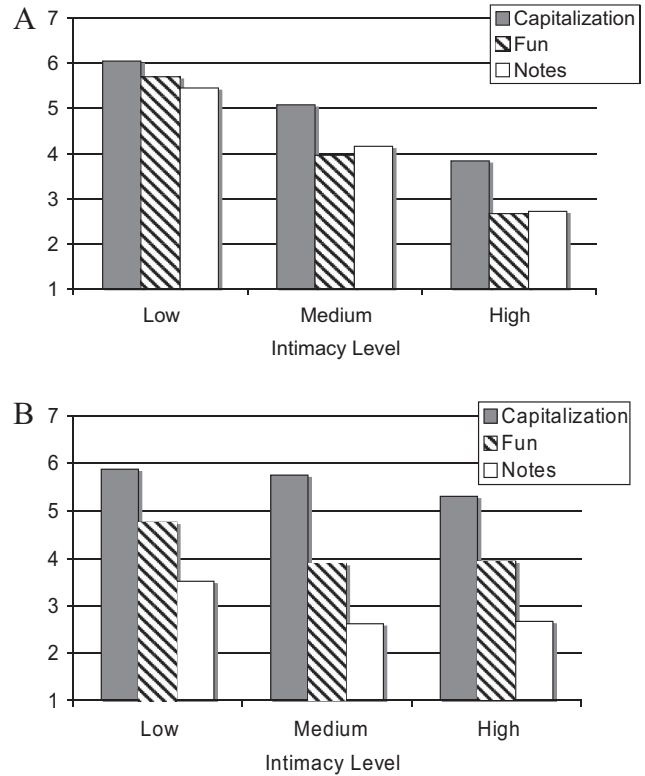 A
7
6
5
4
3
2
1
Capitalization
Fun
Notes
Low Medium High
Intimacy Level
B
7
6
5
4
3
2
1
Capitalization
Fun
Notes
Low Medium High
Intimacy Level